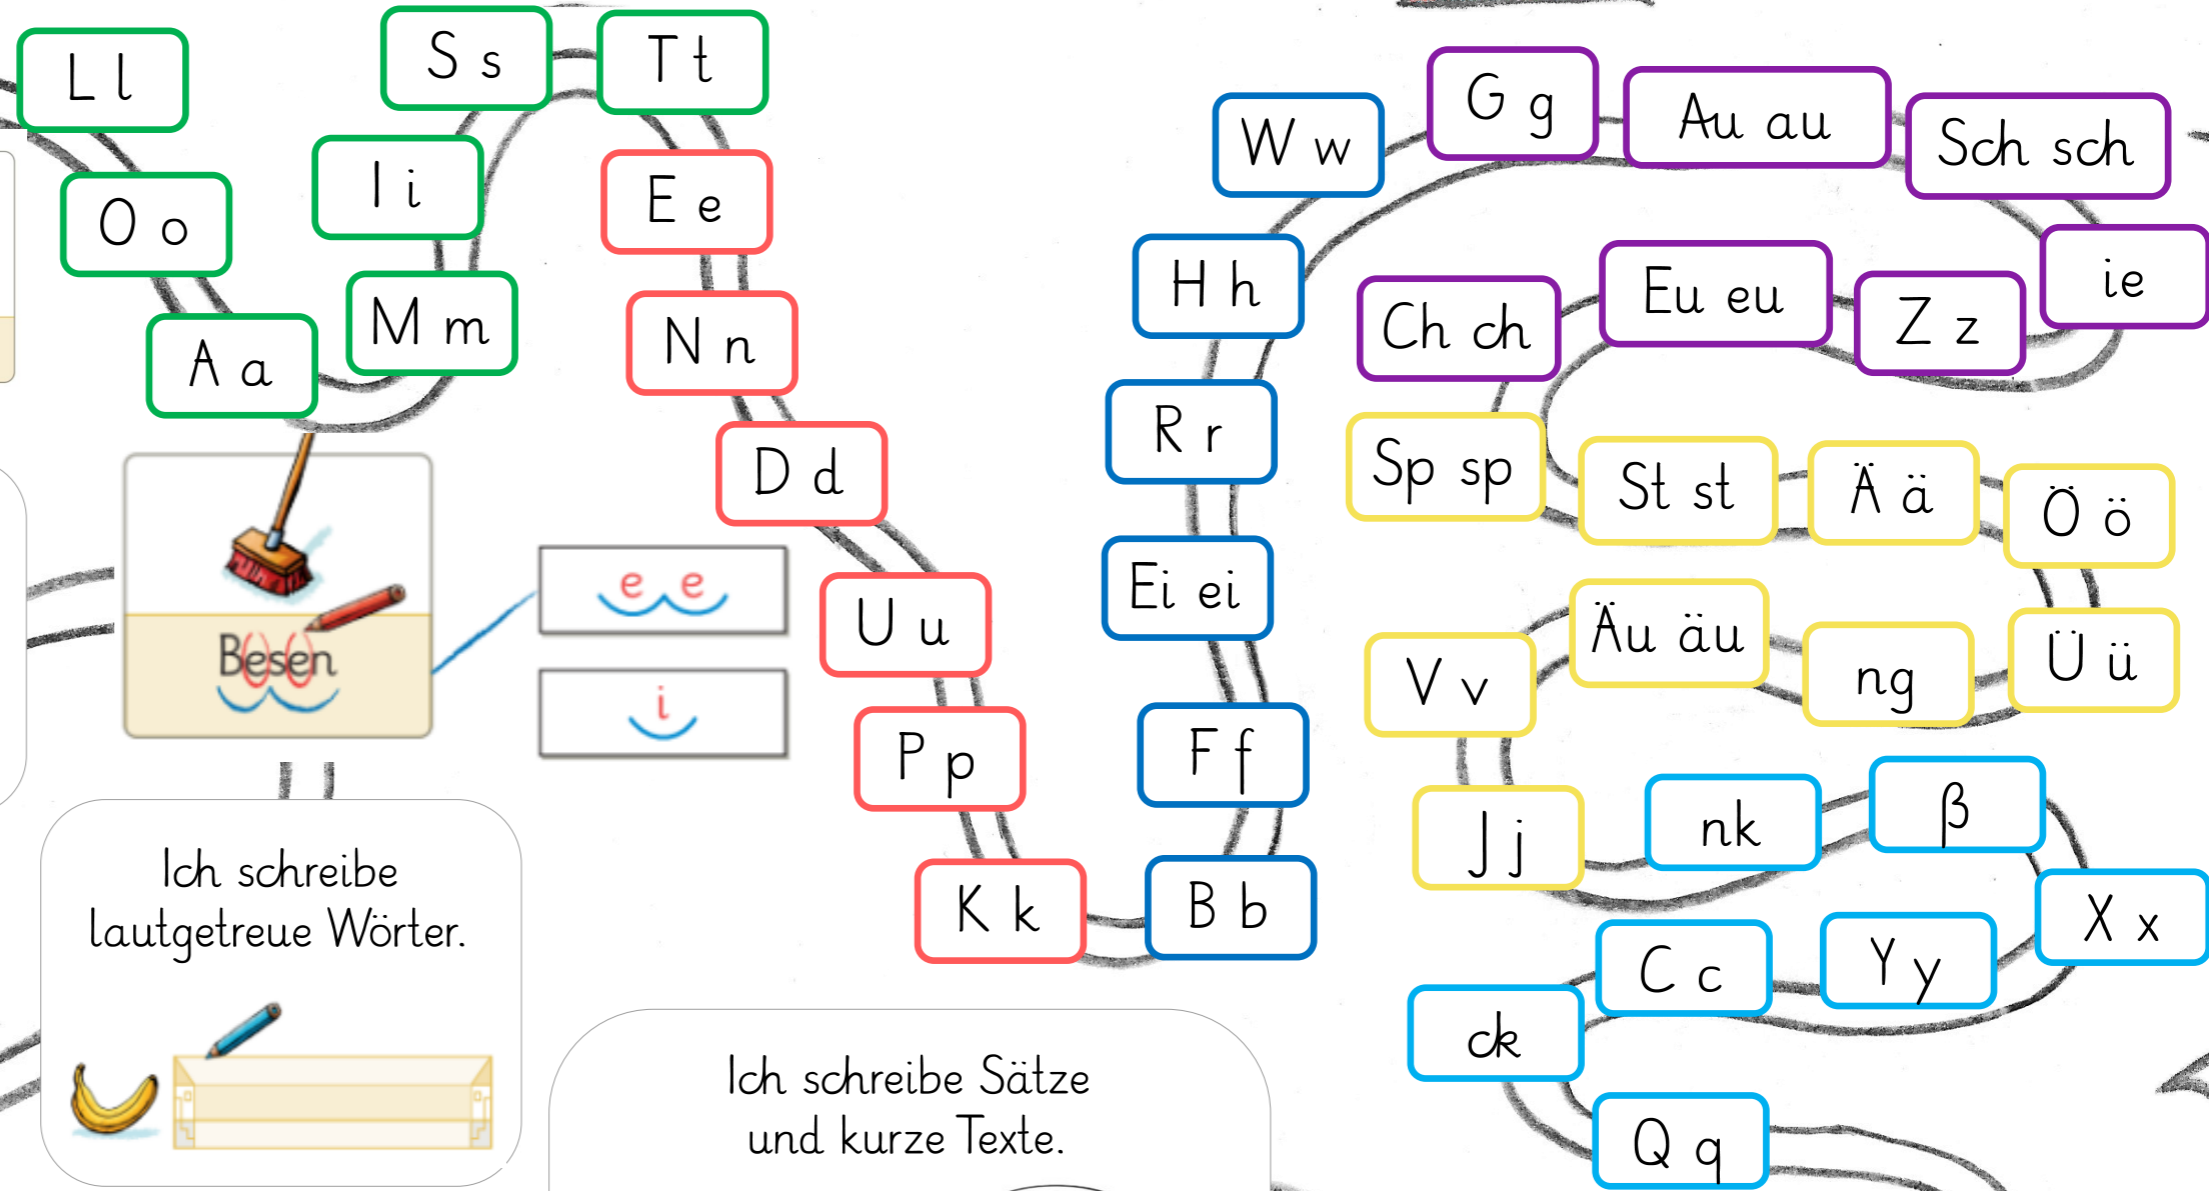 L l
O o
A a
M m
I i
S s
T t
E e
N n
D d
U u
P p
K k
B b
F f
Ei ei
R r
H h
W w
G g
Au au
Sch sch
ie
Z z
Eu eu
Ch ch
Sp sp
St st
Ä ä
Ö ö
Ü ü
ng
Äu äu
V v
J j
nk
ß
X x
Y y
C c
ck
Q q
Besen
e e
i
Ich schreibe
lautgetreue Wörter.
Ich schreibe Sätze
und kurze Texte.